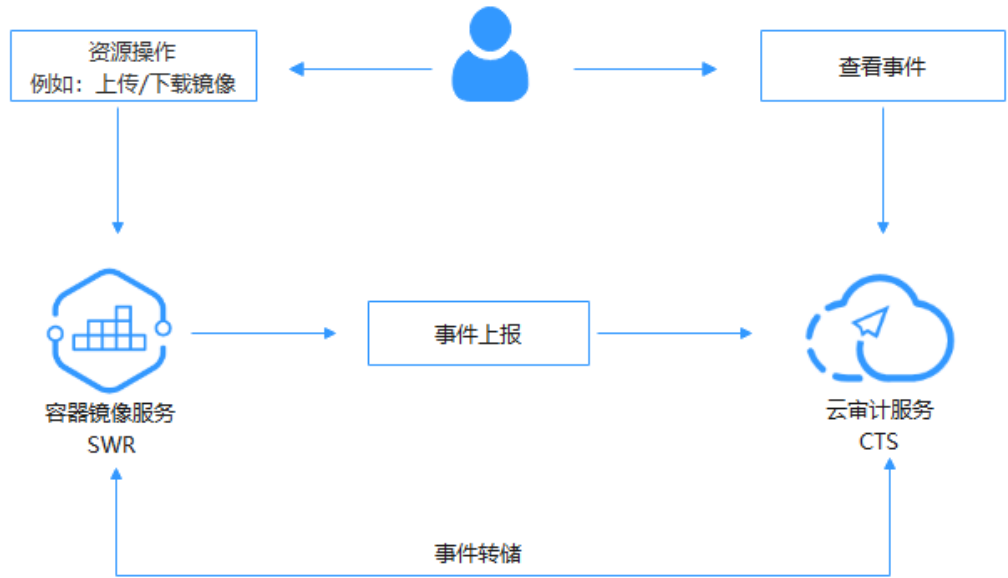 资源操作
例如：上传/下载镜像
查看事件
事件上报
容器镜像服务
SWR
云审计服务
CTS
事件转储